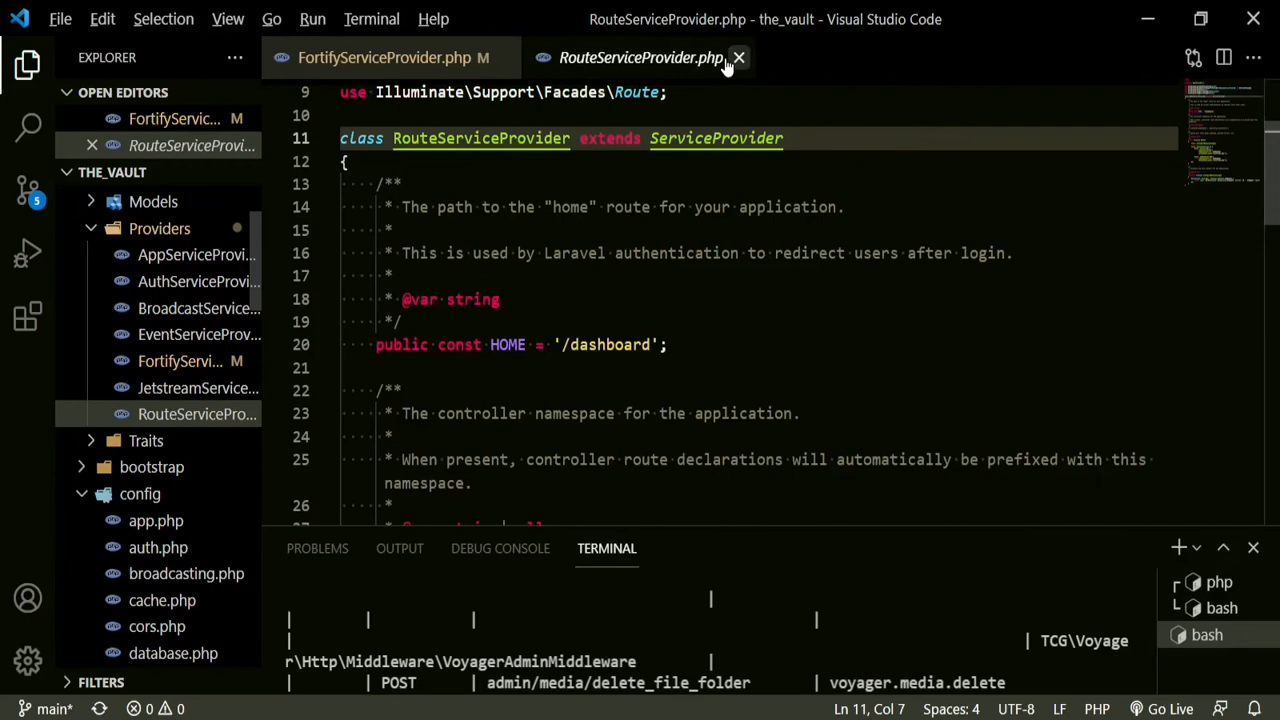 File Edit Selection View Go Run Terminal Help RouteServiceProvider.php - the_vault - Visual Studio Code
EXPLORER ...
FortifyServiceProvider.php M RouteServiceProvider.php
OPEN EDITORS
FortifyServic... M
RouteServiceProvi...
THE_VAULT
Models
Providers
AppServiceProvi...
AuthServiceProvi...
BroadcastService...
EventServiceProv...
FortifyServi... M
JetstreamService...
RouteServicePro...
Traits
bootstrap
config
app.php
auth.php
broadcasting.php
cache.php
cors.php
database.php
FILTERS
5
9 use Illuminate\Support\Facades\Route;
10
11 class RouteServiceProvider extends ServiceProvider
12 {
13 /**
14 * The path to the "home" route for your application.
15 *
16 * This is used by Laravel authentication to redirect users after login.
17 *
18 * @var string
19 */
20 public const HOME = '/dashboard';
21
22 /**
23 * The controller namespace for the application.
24 *
25 * When present, controller route declarations will automatically be prefixed with this
namespace.
26 *
PROBLEMS OUTPUT DEBUG CONSOLE TERMINAL
|
| | | |
| | TCG\Voyage
r\Http\Middleware\VoyagerAdminMiddleware |
| | POST | admin/media/delete_file_folder | voyager.media.delete
php
bash
bash
main* 0 0 Ln 11, Col 7 Spaces: 4 UTF-8 LF PHP Go Live